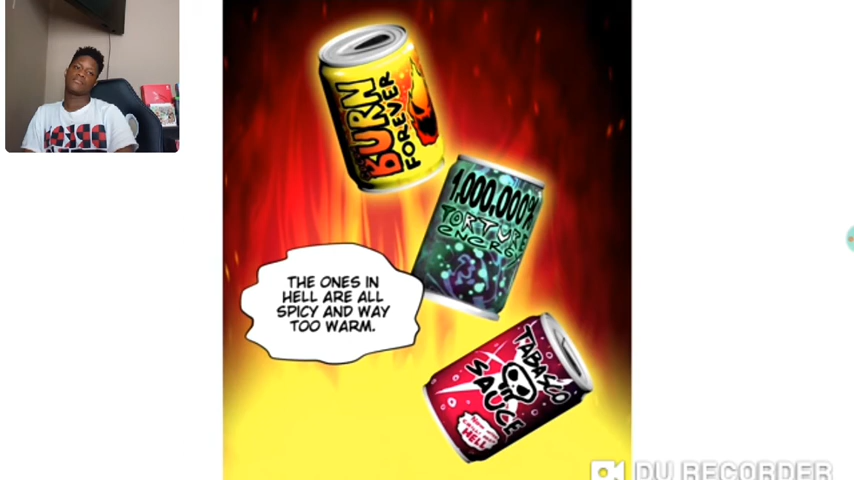 BURN
FOREVER
1,000,000%
TORTURE
ENERGY
THE ONES IN
HELL ARE ALL
SPICY AND WAY
TOO WARM.
TABASCO
SAUCE
HELL
DU RECORDER